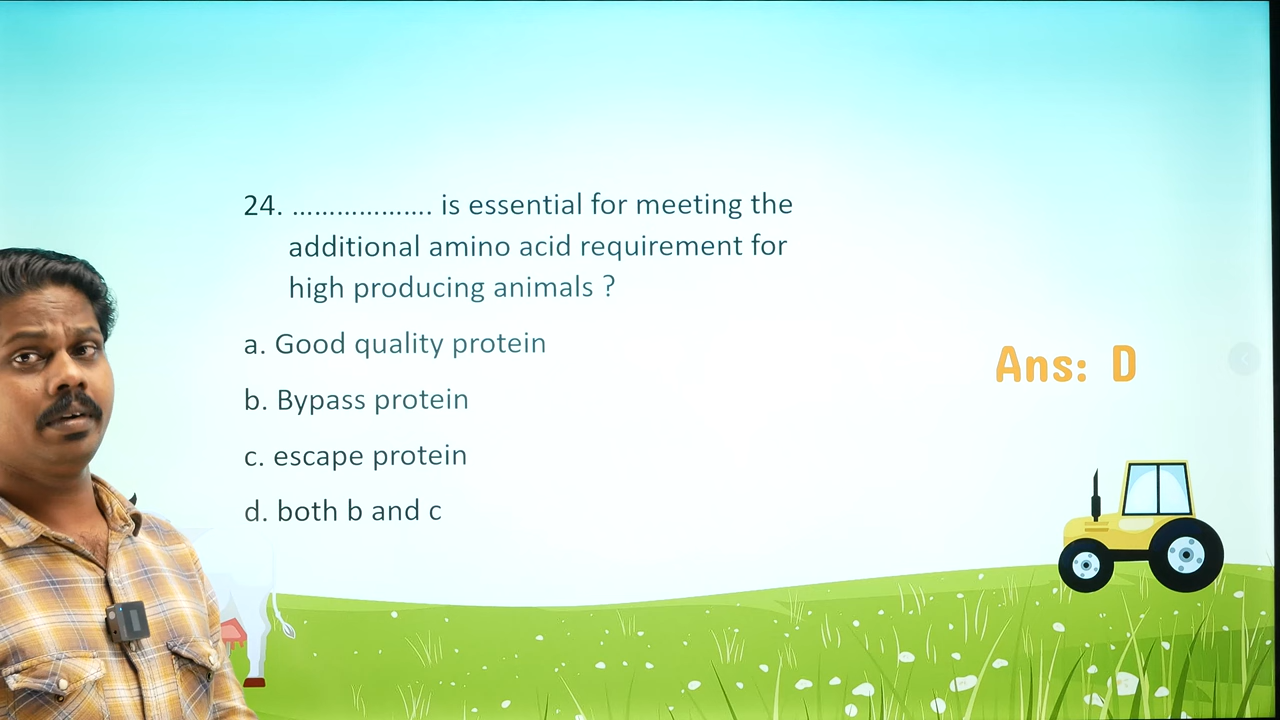 24. ................... is essential for meeting the
additional amino acid requirement for
high producing animals ?
a. Good quality protein
b. Bypass protein
c. escape protein
d. both b and c
Ans: D